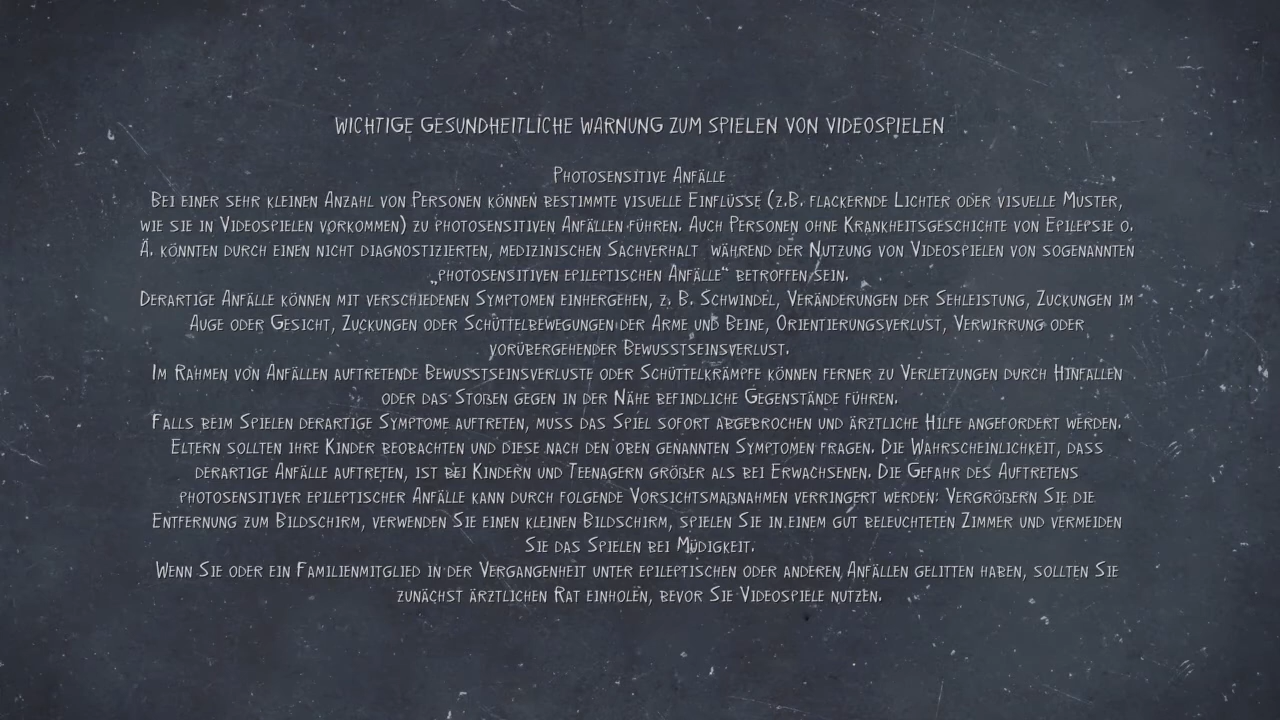 WICHTIGE GESUNDHEITLICHE WARNUNG ZUM SPIELEN VON VIDEOSPIELEN
PHOTOSENSITIVE ANFÄLLE
BEI EINER SEHR KLEINEN ANZAHL VON PERSONEN KÖNNEN BESTIMMTE VISUELLE EINFLÜSSE (Z.B. FLACKERNDE LICHTER ODER VISUELLE MUSTER,
WIE SIE IN VIDEOSPIELEN VORKOMMEN) ZU PHOTOSENSITIVEN ANFÄLLEN FÜHREN. AUCH PERSONEN OHNE KRANKHEITSGESCHICHTE VON EPILEPSIE O.
Ä. KÖNNTEN DURCH EINEN NICHT DIAGNOSTIZIERTEN, MEDIZINISCHEN SACHVERHALT WÄHREND DER NUTZUNG VON VIDEOSPIELEN VON SOGENANNTEN
„PHOTOSENSITIVEN EPILEPTISCHEN ANFÄLLE“ BETROFFEN SEIN.
DERARTIGE ANFÄLLE KÖNNEN MIT VERSCHIEDENEN SYMPTOMEN EINHERGEHEN, Z. B. SCHWINDEL, VERÄNDERUNGEN DER SEHLEISTUNG, ZUCKUNGEN IM
AUGE ODER GESICHT, ZUCKUNGEN ODER SCHÜTTELBEWEGUNGEN DER ARME UND BEINE, ORIENTIERUNGSVERLUST, VERWIRRUNG ODER
VORÜBERGEHENDER BEWUSSTSEINSVERLUST.
IM RAHMEN VON ANFÄLLEN AUFTRETENDE BEWUSSTSEINSVERLUSTE ODER SCHÜTTELKRÄMPFE KÖNNEN FERNER ZU VERLETZUNGEN DURCH HINFALLEN
ODER DAS STOßEN GEGEN IN DER NÄHE BEFINDLICHE GEGENSTÄNDE FÜHREN.
FALLS BEIM SPIELEN DERARTIGE SYMPTOME AUFTRETEN, MUSS DAS SPIEL SOFORT ABGEBROCHEN UND ÄRZTLICHE HILFE ANGEFORDERT WERDEN.
ELTERN SOLLTEN IHRE KINDER BEOBACHTEN UND DIESE NACH DEN OBEN GENANNTEN SYMPTOMEN FRAGEN. DIE WAHRSCHEINLICHKEIT, DASS
DERARTIGE ANFÄLLE AUFTRETEN, IST BEI KINDERN UND TEENAGERN GRÖßER ALS BEI ERWACHSENEN. DIE GEFAHR DES AUFTRETENS
PHOTOSENSITIVER EPILEPTISCHER ANFÄLLE KANN DURCH FOLGENDE VORSICHTSMAßNAHMEN VERRINGERT WERDEN: VERGRÖßERN SIE DIE
ENTFERNUNG ZUM BILDSCHIRM, VERWENDEN SIE EINEN KLEINEN BILDSCHIRM, SPIELEN SIE IN EINEM GUT BELEUCHTETEN ZIMMER UND VERMEIDEN
SIE DAS SPIELEN BEI MÜDIGKEIT.
WENN SIE ODER EIN FAMILIENMITGLIED IN DER VERGANGENHEIT UNTER EPILEPTISCHEN ODER ANDEREN ANFÄLLEN GELITTEN HABEN, SOLLTEN SIE
ZUNÄCHST ÄRZTLICHEN RAT EINHOLEN, BEVOR SIE VIDEOSPIELE NUTZEN.